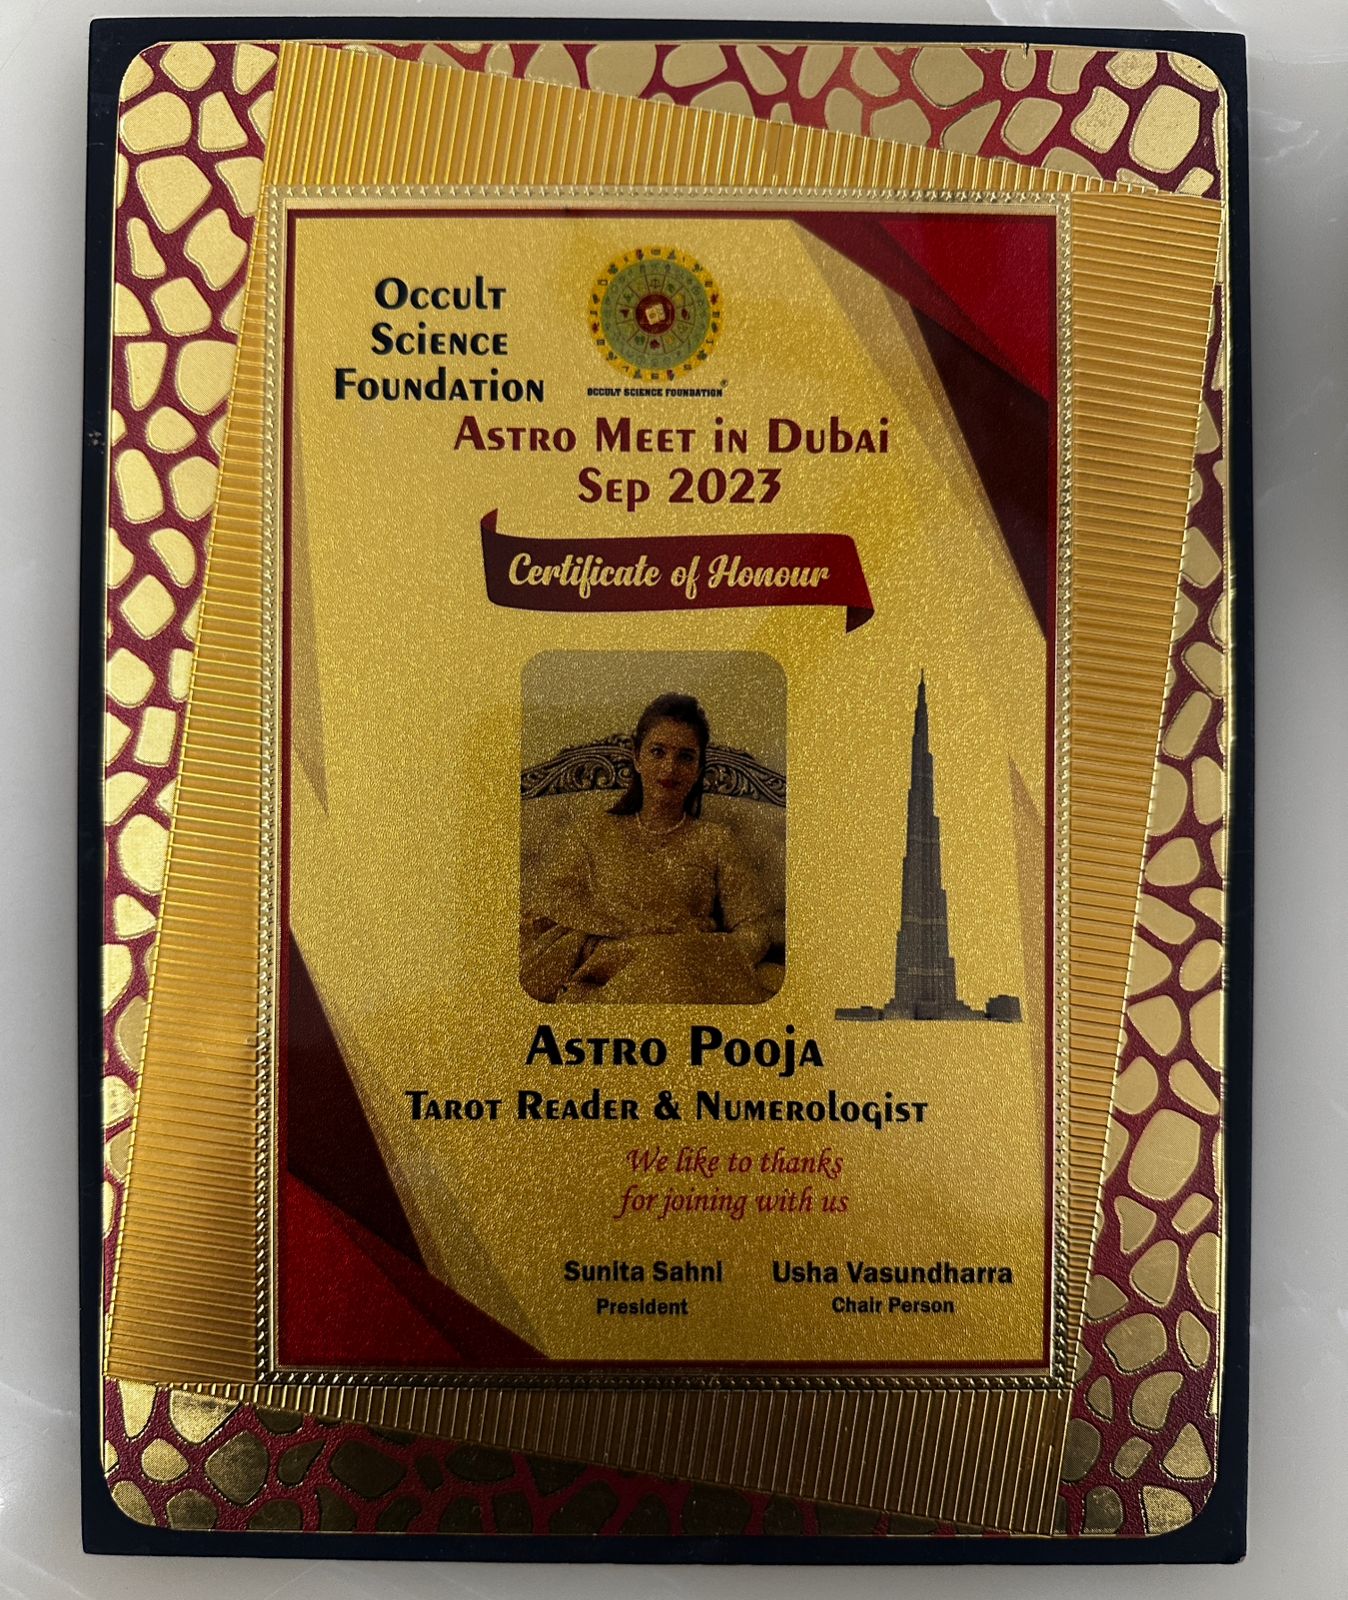 Occult
Science
Foundation
OCCULT SCIENCE FOUNDATION®
Astro Meet in Dubai
Sep 2023
Certificate of Honour
Astro Pooja
Tarot Reader & Numerologist
We like to thanks
for joining with us
Sunita Sahni
President
Usha Vasundharra
Chair Person